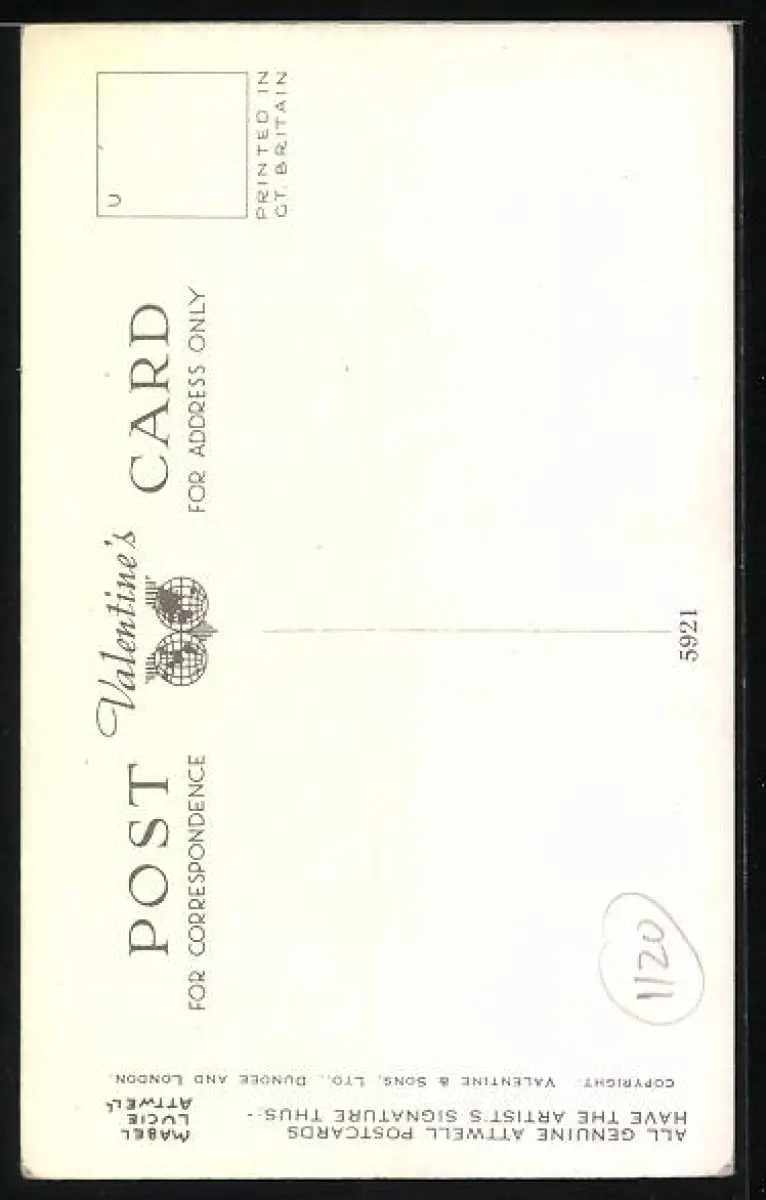 Valentine's
POST CARD
FOR CORRESPONDENCE
FOR ADDRESS ONLY
PRINTED IN
GT. BRITAIN
ALL GENUINE ATTWELL POSTCARDS
HAVE THE ARTIST'S SIGNATURE THUS:-
MABEL
LUCIE
ATTWELL
COPYRIGHT. VALENTINE & SONS, LTD., DUNDEE AND LONDON.
5921
1/20